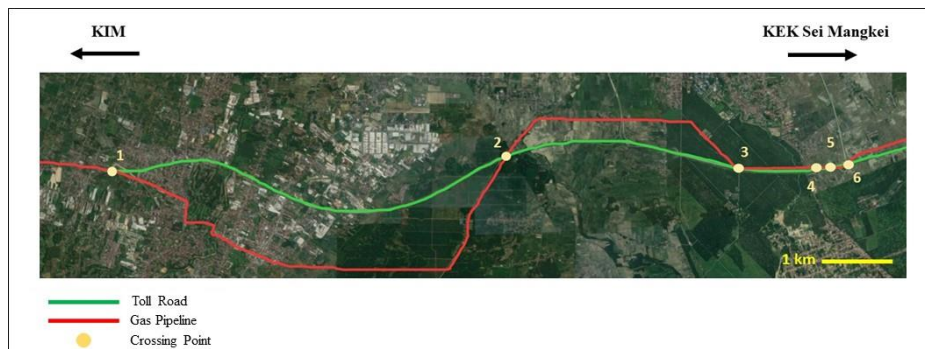 KIM
KEK Sei Mangkei
1
2
3
4
5
6
1 km
Toll Road
Gas Pipeline
Crossing Point